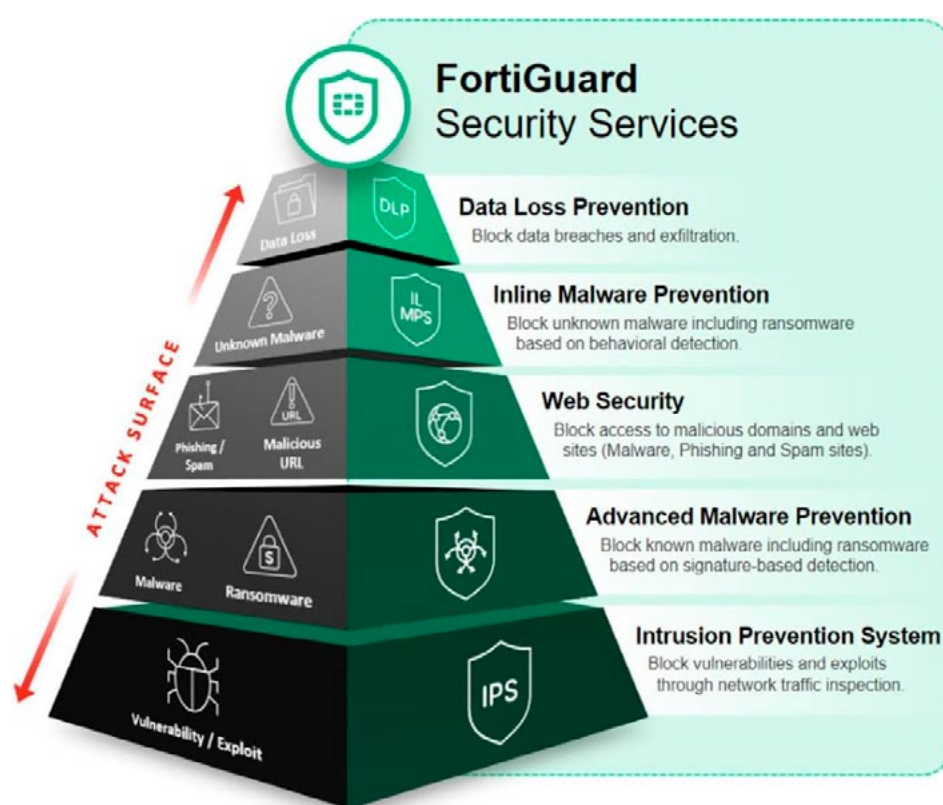 FortiGuard
Security Services
Data Loss
DLP
Data Loss Prevention
Block data breaches and exfiltration.
Unknown Malware
IL
MPS
Inline Malware Prevention
Block unknown malware including ransomware
based on behavioral detection.
ATTACK SURFACE
Phishing /
Spam
URL
Malicious
URL
Web Security
Block access to malicious domains and web
sites (Malware, Phishing and Spam sites).
Malware
S
Ransomware
Advanced Malware Prevention
Block known malware including ransomware
based on signature-based detection.
Vulnerability / Exploit
IPS
Intrusion Prevention System
Block vulnerabilities and exploits
through network traffic inspection.